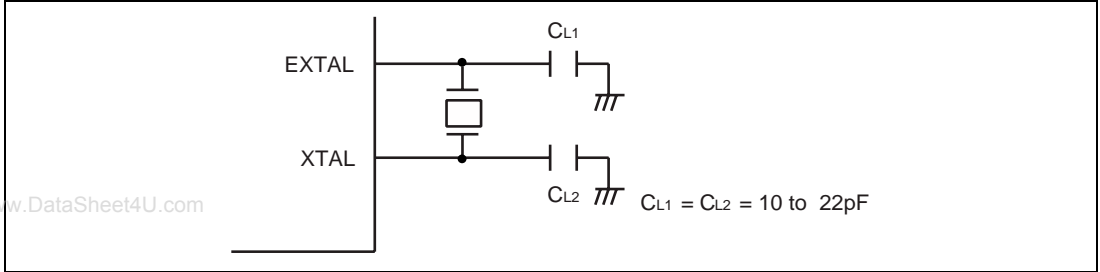 CL1
EXTAL
XTAL
CL2
CL1 = CL2 = 10 to 22pF
w.DataSheet4U.com